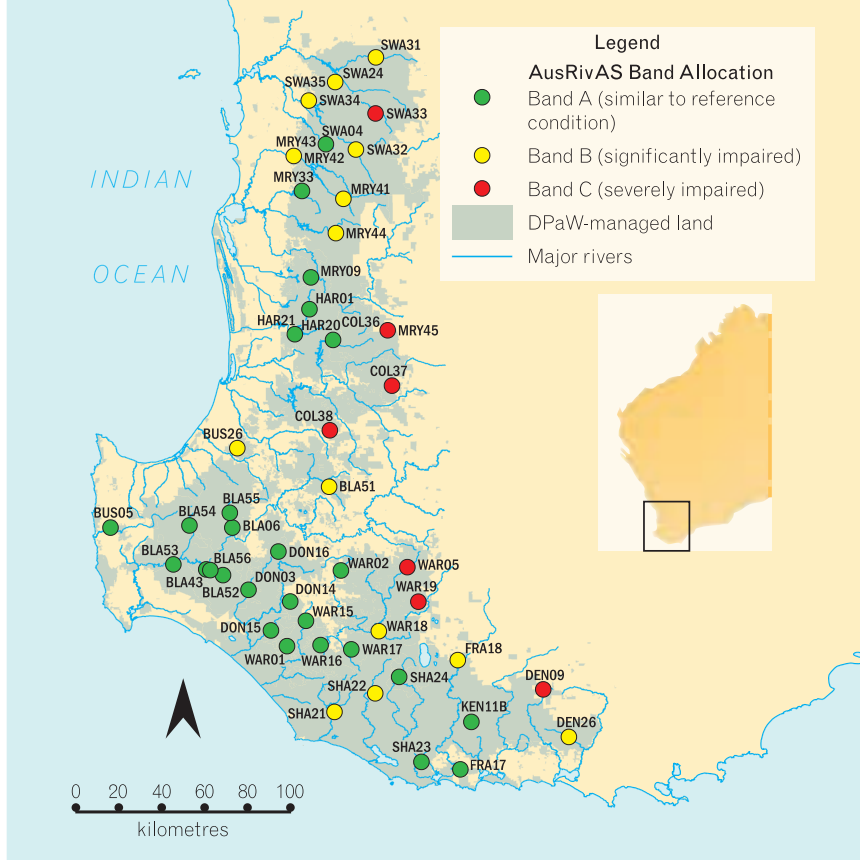 SWA31
SWA24
SWA35
SWA34
SWA33
SWA04
MRY43
SWA32
MRY42
MRY33
MRY41
MRY44
MRY09
HAR01
HAR21
HAR20
COL36
MRY45
COL37
COL38
BUS26
BLA51
BLA55
BLA54
BUS05
BLA06
DON16
BLA53
BLA56
WAR02
WAR05
BLA43
DON03
BLA52
WAR19
DON14
WAR15
DON15
WAR18
WAR01
WAR16
WAR17
FRA18
SHA24
DEN09
SHA22
SHA21
KEN11B
DEN26
SHA23
FRA17
INDIAN
OCEAN
Legend
AusRivAS Band Allocation
Band A (similar to reference
condition)
Band B (significantly impaired)
Band C (severely impaired)
DPaW-managed land
Major rivers
0 20 40 60 80 100
kilometres